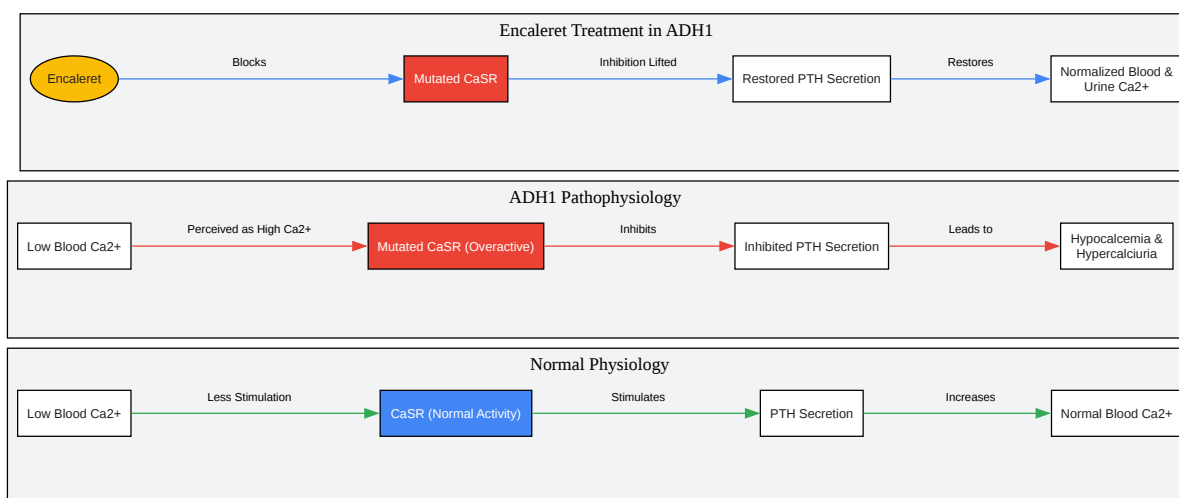 Encaleret Treatment in ADH1
Encaleret
Blocks
Mutated CaSR
Inhibition Lifted
Restored PTH Secretion
Restores
Normalized Blood &
Urine Ca2+
ADH1 Pathophysiology
Low Blood Ca2+
Perceived as High Ca2+
Mutated CaSR (Overactive)
Inhibits
Inhibited PTH Secretion
Leads to
Hypocalcemia &
Hypercalciuria
Normal Physiology
Low Blood Ca2+
Less Stimulation
CaSR (Normal Activity)
Stimulates
PTH Secretion
Increases
Normal Blood Ca2+